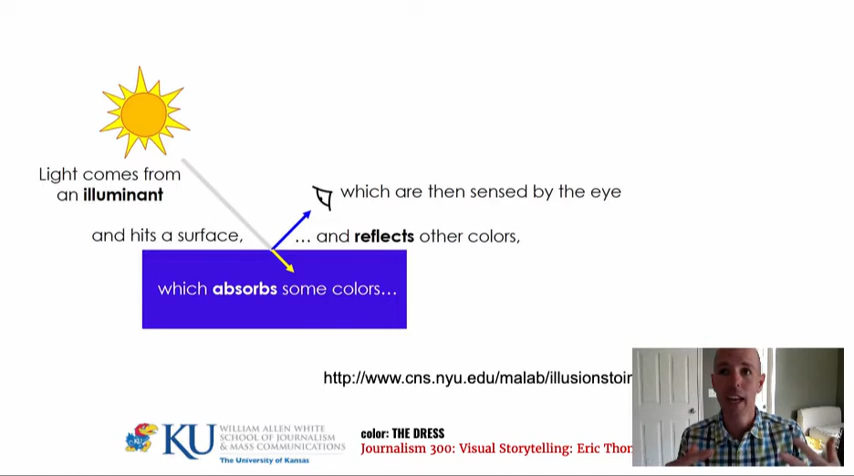 Light comes from
an illuminant
which are then sensed by the eye
and hits a surface,
... and reflects other colors,
which absorbs some colors...
http://www.cns.nyu.edu/malab/illusionstoin
KU
WILLIAM ALLEN WHITE
SCHOOL OF JOURNALISM
& MASS COMMUNICATIONS
The University of Kansas
color: THE DRESS
Journalism 300: Visual Storytelling: Eric Thon